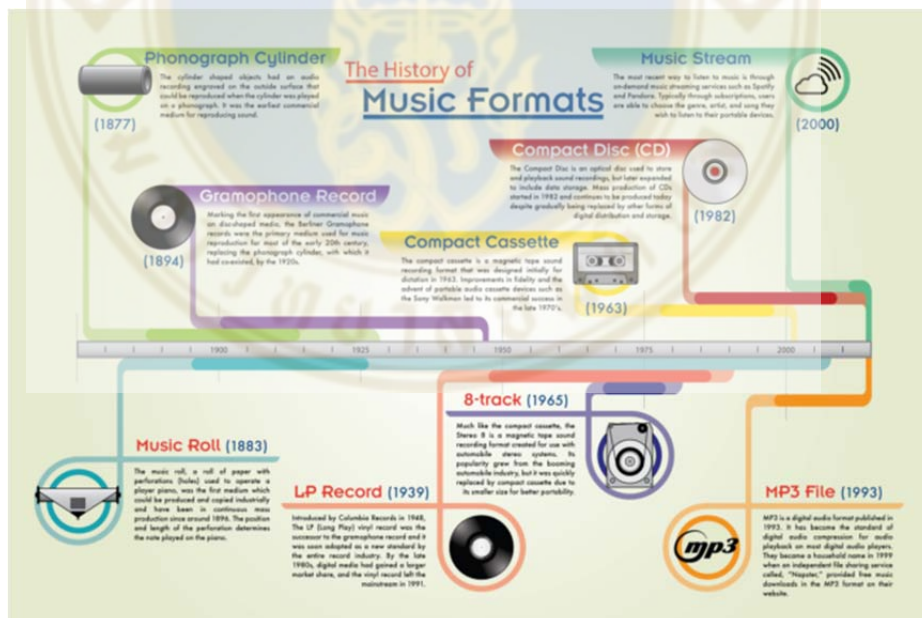 The History of
Music Formats
Phonograph Cylinder
The cylinder shaped objects had an audio
recording engraved on the outside surface that
could be reproduced when the cylinder was played
on a phonograph. It was the earliest commercial
medium for reproducing sound.
(1877)
Music Stream
The most recent way to listen to music is through
on-demand music streaming services such as Spotify
and Pandora. Typically through subscriptions, users
are able to choose the genre, artist, and song they
wish to listen to their portable devices.
(2000)
Compact Disc (CD)
The Compact Disc is an optical disc used to store
and playback sound recordings, but later expanded
to include data storage. Mass production of CDs
started in 1982 and continues to be produced today
despite gradually being replaced by other forms of
digital distribution and storage.
(1982)
Gramophone Record
Marking the first appearance of commercial music
on disc-shaped media, the Berliner Gramophone
records were the primary medium used for music
reproduction for most of the early 20th century,
replacing the phonograph cylinder, with which it
had co-existed, by the 1920s.
(1894)
Compact Cassette
The compact cassette is a magnetic tape sound
recording format that was designed initially for
dictation in 1963. Improvements in fidelity and the
advent of portable audio cassette devices such as
the Sony Walkman led to its commercial success in
the late 1970's.
(1963)
1900
1925
1950
1975
2000
Music Roll (1883)
The music roll, a roll of paper with
perforations (holes) used to operate a
player piano, was the first medium which
could be produced and copied industrially
and have been in continuous mass
production since around 1896. The position
and length of the perforation determines
the note played on the piano.
8-track (1965)
Much like the compact cassette, the
Stereo 8 is a magnetic tape sound
recording format created for use with
automobile stereo systems. Its
popularity grew from the booming
automobile industry, but it was quickly
replaced by compact cassette due to
its smaller size for better portability.
LP Record (1939)
Introduced by Columbia Records in 1948,
The LP (Long Play) vinyl record was the
successor to the gramophone record and it
was soon adopted as a new standard by
the entire record industry. By the late
1980s, digital media had gained a larger
market share, and the vinyl record left the
mainstream in 1991.
MP3 File (1993)
MP3 is a digital audio format published in
1993. It has become the standard of
digital audio compression for audio
playback on most digital audio players.
They became a household name in 1999
when an independent file sharing service
called, "Napster," provided free music
downloads in the MP3 format on their
website.
mp3